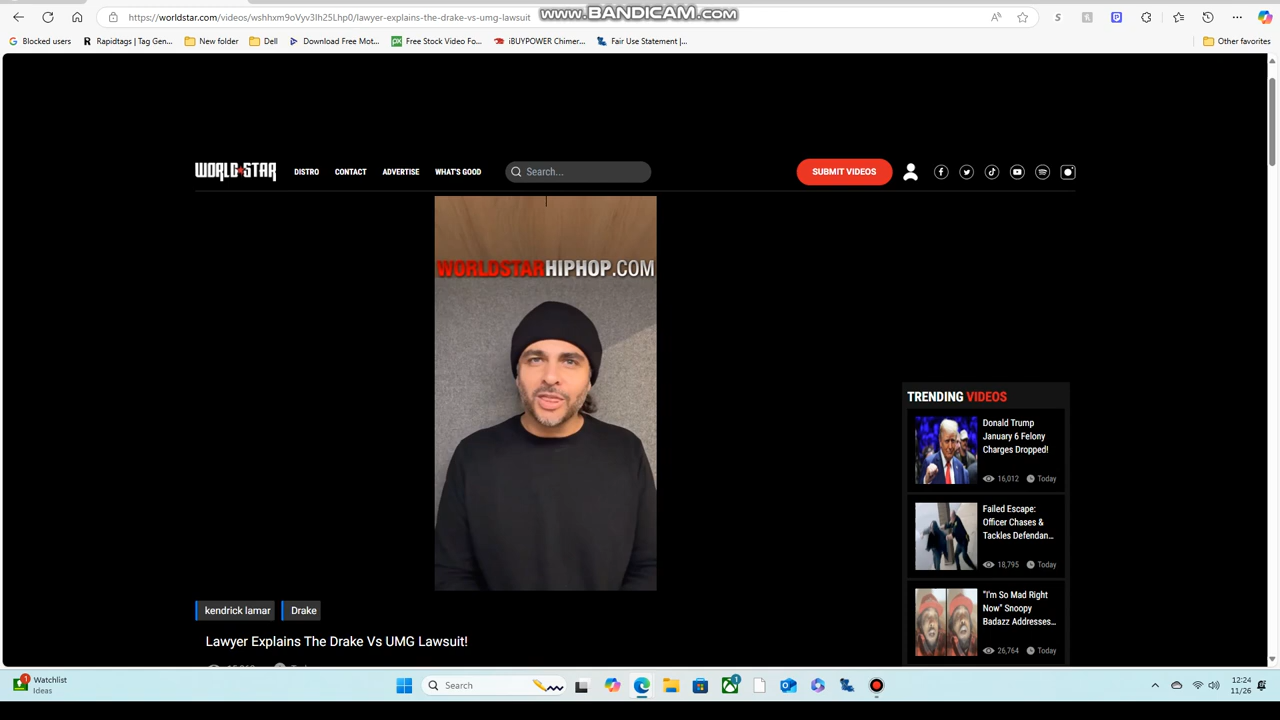 www.BANDICAM.com
https://worldstar.com/videos/wshhxm9oVyv3Ih25Lhp0/lawyer-explains-the-drake-vs-umg-lawsuit
Blocked users
Rapidtags | Tag Gen...
New folder
Dell
Download Free Mot...
Free Stock Video Fo...
iBUYPOWER Chimer...
Fair Use Statement |...
Other favorites
WORLD STAR
DISTRO
CONTACT
ADVERTISE
WHAT'S GOOD
Search...
SUBMIT VIDEOS
WORLDSTARHIPHOP.COM
TRENDING VIDEOS
Donald Trump
January 6 Felony
Charges Dropped!
16,012 Today
Failed Escape:
Officer Chases &
Tackles Defendan...
18,795 Today
"I'm So Mad Right
Now" Snoopy
Badazz Addresses...
26,764 Today
kendrick lamar
Drake
Lawyer Explains The Drake Vs UMG Lawsuit!
1
Watchlist
Ideas
Search
1
12:24
11/26